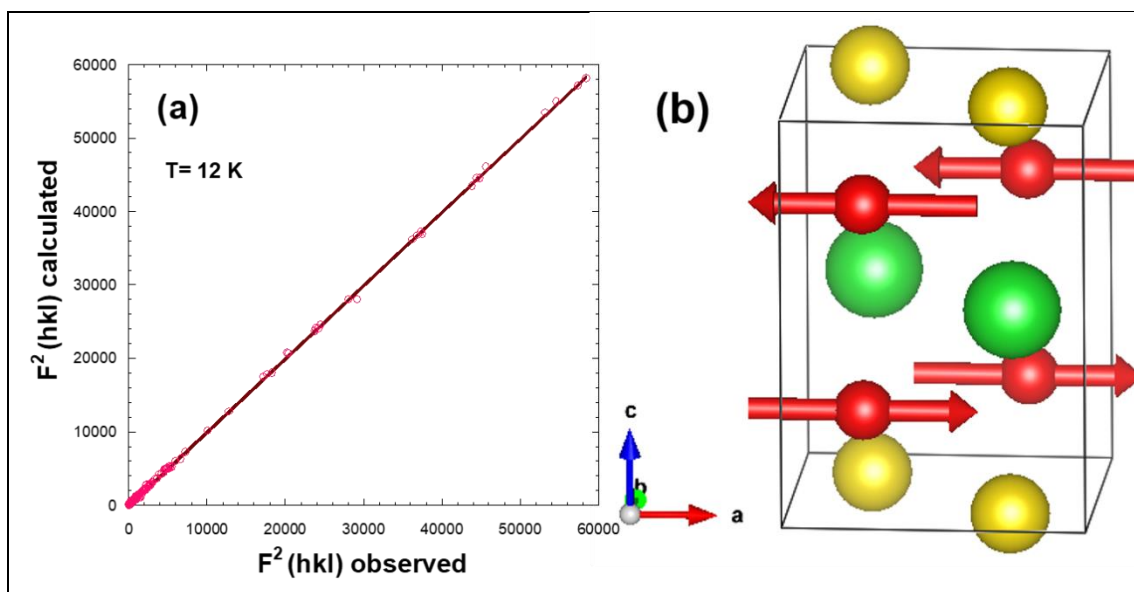 (a)
T= 12 K
60000
50000
40000
30000
20000
10000
0
0 10000 20000 30000 40000 50000 60000
F² (hkl) calculated
F² (hkl) observed
(b)
c
b
a